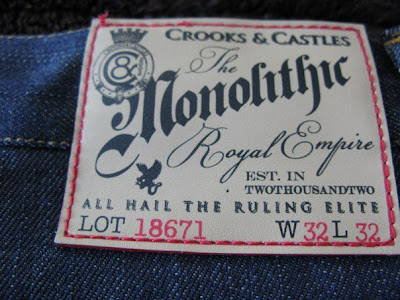 CROOKS & CASTLES
C&C
The
Monolithic
Royal Empire
EST. IN
TWOTHOUSANDTWO
ALL HAIL THE RULING ELITE
LOT 18671 W 32 L 32